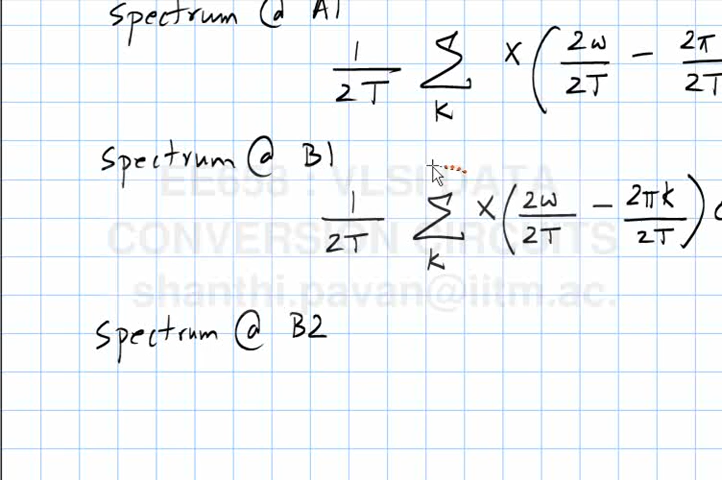 Spectrum @ A1
1/2T Σ_K X(2ω/2T − 2π/2T
Spectrum @ B1
1/2T Σ_K X(2ω/2T − 2πk/2T)
EE658 : VLSI DATA
CONVERSION CIRCUITS
shanthi.pavan@iitm.ac.
Spectrum @ B2